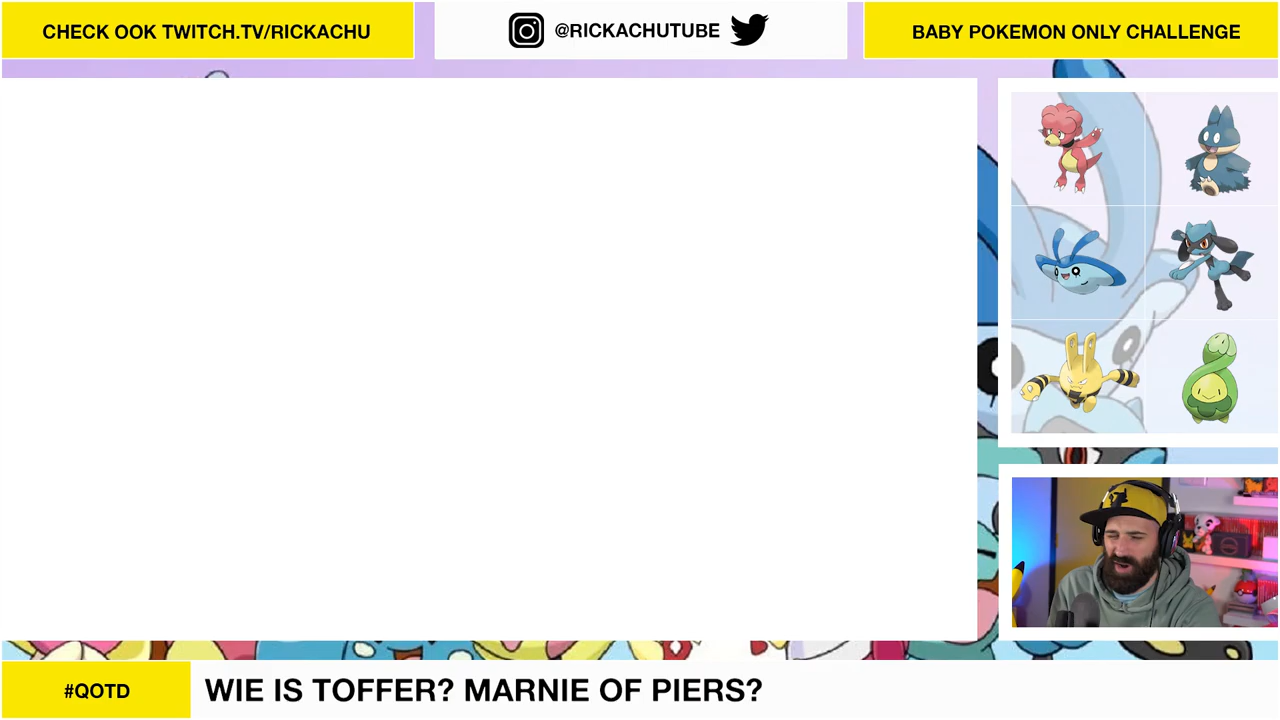 CHECK OOK TWITCH.TV/RICKACHU
@RICKACHUTUBE
BABY POKEMON ONLY CHALLENGE
#QOTD
WIE IS TOFFER? MARNIE OF PIERS?